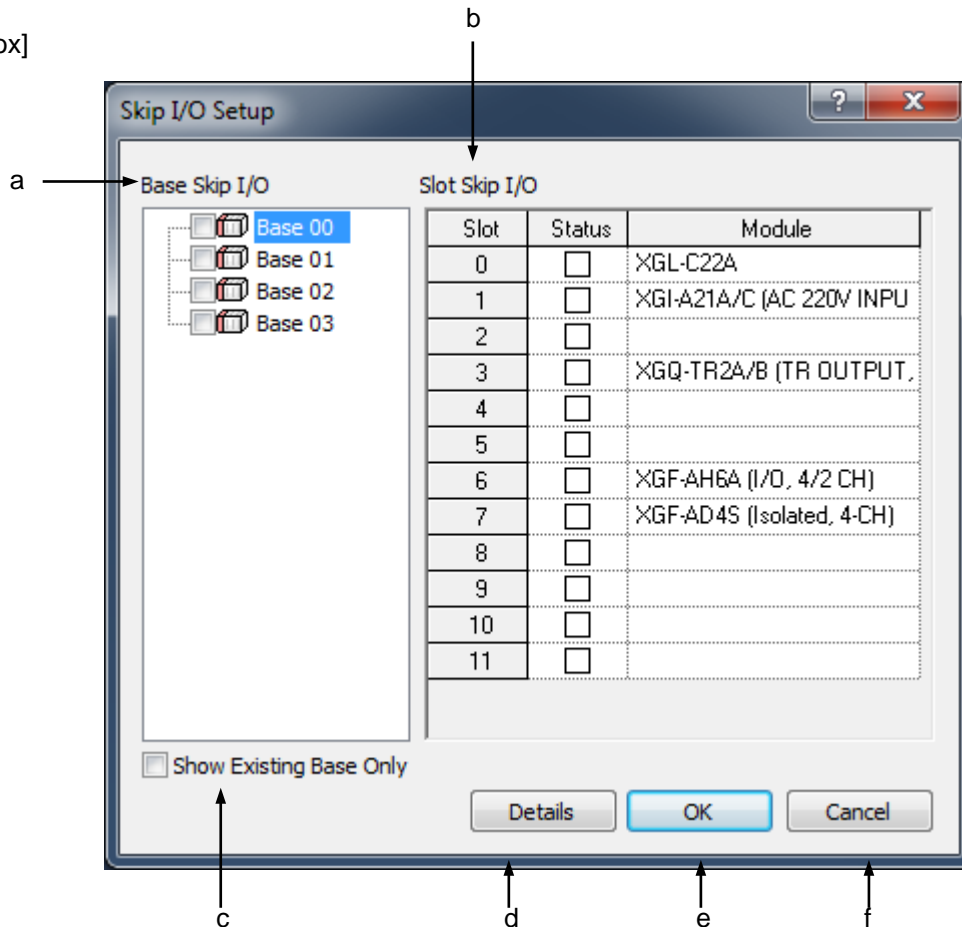 b
ox]
Skip I/O Setup
?
x
a
Base Skip I/O
Slot Skip I/O
Base 00
Base 01
Base 02
Base 03
Slot Status Module
0 XGL-C22A
1 XGI-A21A/C (AC 220V INPU
2
3 XGQ-TR2A/B (TR OUTPUT,
4
5
6 XGF-AH6A (I/O, 4/2 CH)
7 XGF-AD4S (Isolated, 4-CH)
8
9
10
11
Show Existing Base Only
Details OK Cancel
c d e f